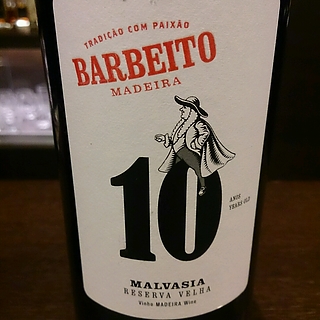 TRADIÇÃO COM PAIXÃO
BARBEITO
MADEIRA
10
ANOS
YEARS OLD
MALVASIA
RESERVA VELHA
Vinho MADEIRA Wine